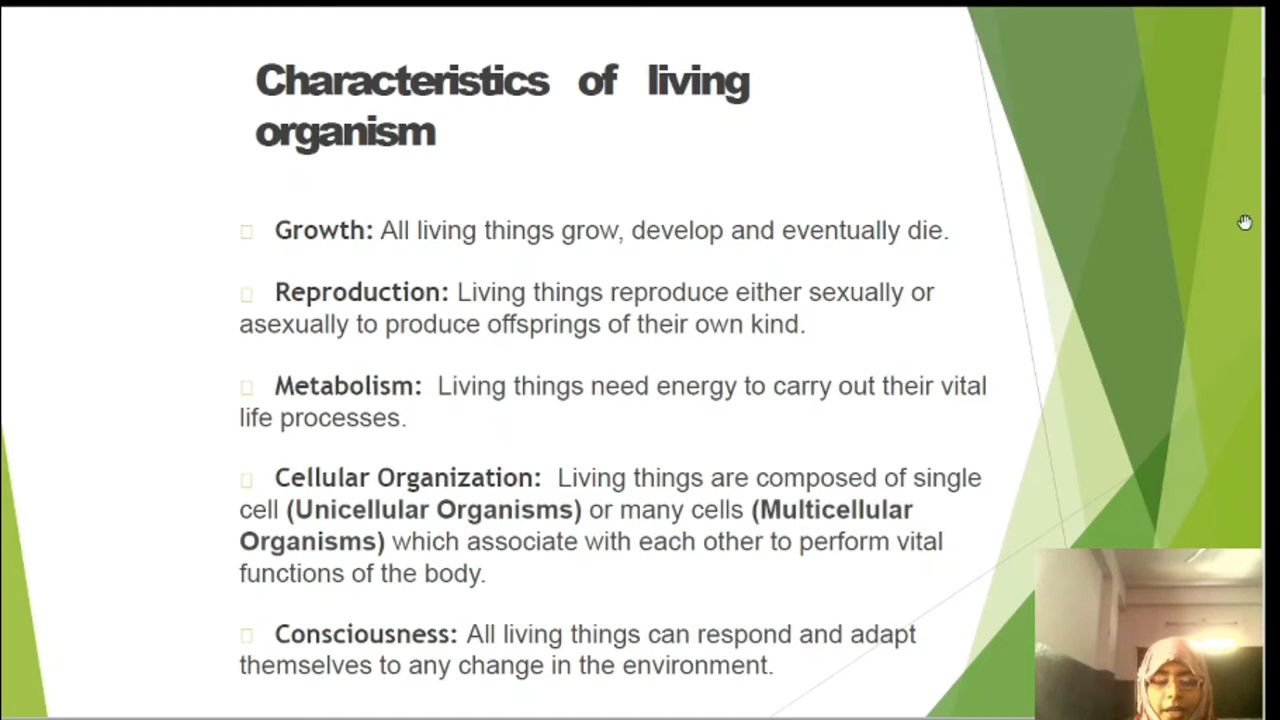 Characteristics of living
organism
Growth: All living things grow, develop and eventually die.
Reproduction: Living things reproduce either sexually or
asexually to produce offsprings of their own kind.
Metabolism: Living things need energy to carry out their vital
life processes.
Cellular Organization: Living things are composed of single
cell (Unicellular Organisms) or many cells (Multicellular
Organisms) which associate with each other to perform vital
functions of the body.
Consciousness: All living things can respond and adapt
themselves to any change in the environment.